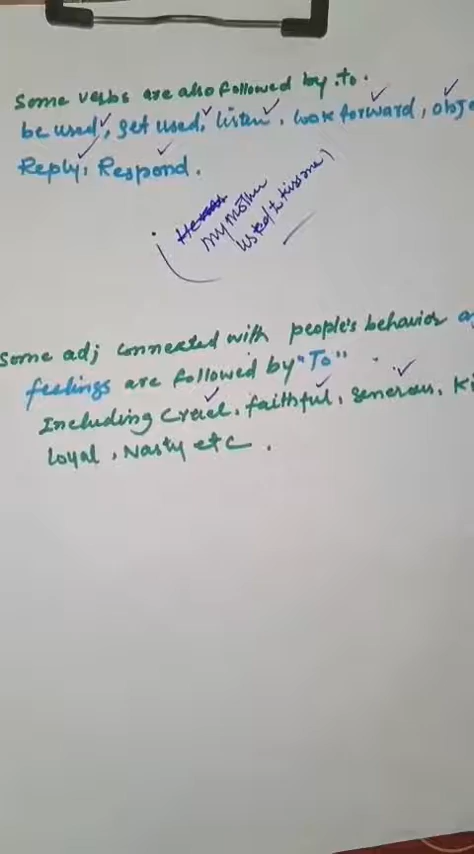 Some verbs are also followed by .to.
be used, get used, listen, look forward, obje
Reply, Respond.
my mother
used to kiss me
Some adj connected with people's behavior a
feelings are followed by "To"
Including Cruel, faithful, generous, Ki
Loyal, Nasty etc.